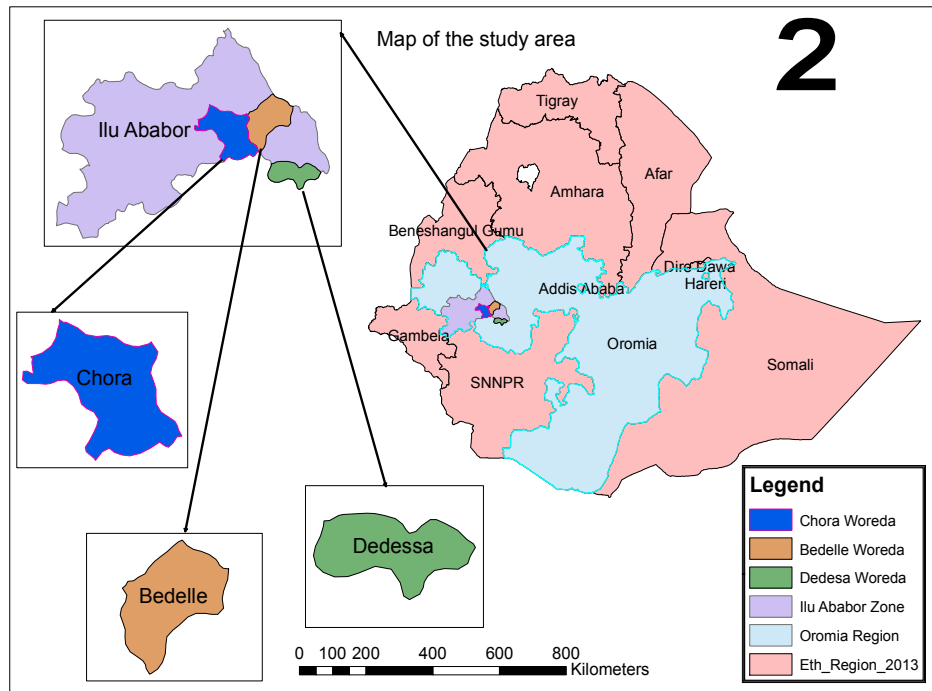 Map of the study area
2
Ilu Ababor
Tigray
Afar
Amhara
Beneshangul Gumu
Dire Dawa
Hareri
Addis Ababa
Gambela
Oromia
Somali
SNNPR
Chora
Bedelle
Dedessa
0 100 200 400 600 800
Kilometers
Legend
Chora Woreda
Bedelle Woreda
Dedesa Woreda
Ilu Ababor Zone
Oromia Region
Eth_Region_2013